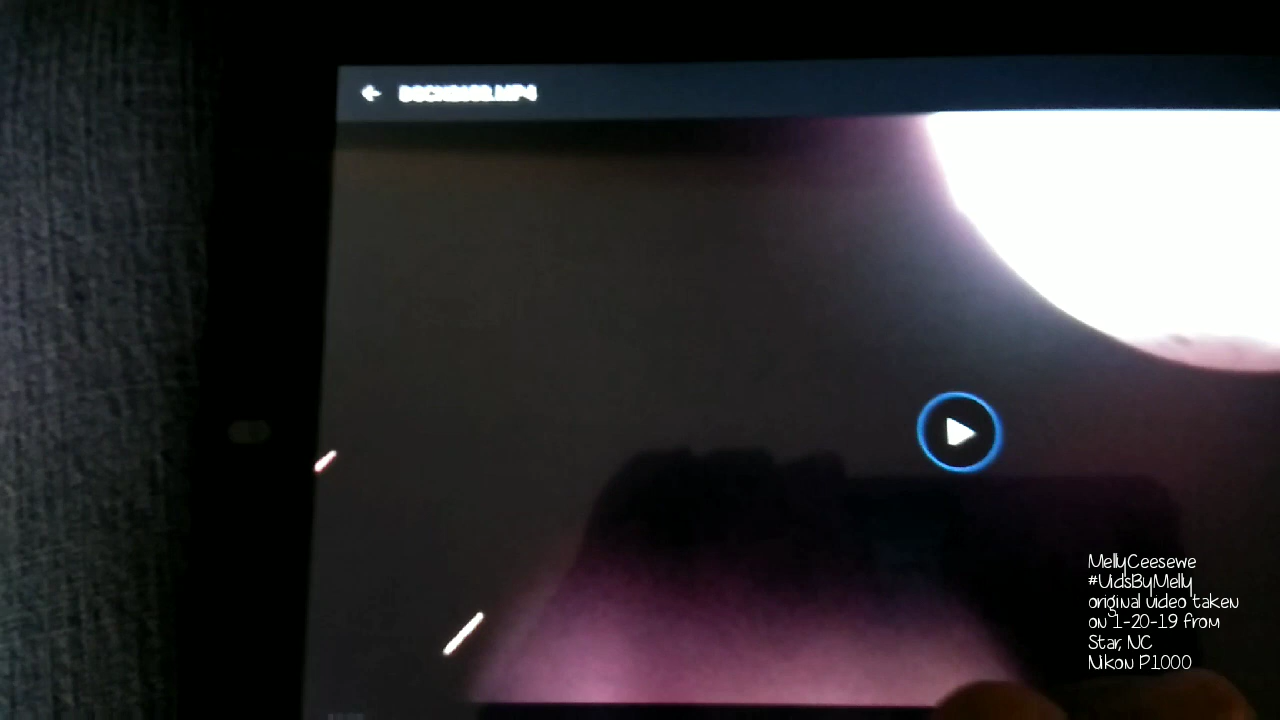 MellyCeesewe
#VidsByMelly
original video taken
on 1-20-19 from
Star, NC
Nikon P1000